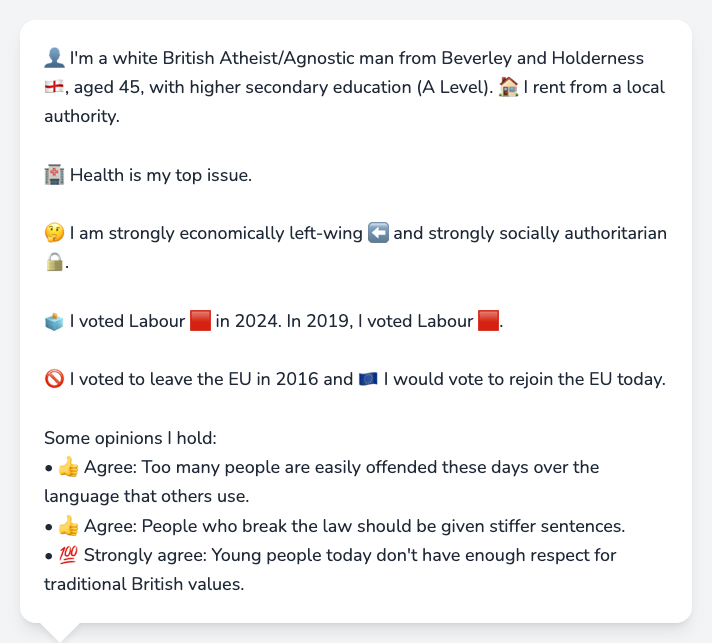 👤 I'm a white British Atheist/Agnostic man from Beverley and Holderness
🏴󠁧󠁢󠁥󠁮󠁧󠁿, aged 45, with higher secondary education (A Level). 🏠 I rent from a local
authority.
🏥 Health is my top issue.
🤔 I am strongly economically left-wing ⬅️ and strongly socially authoritarian
🔒.
🗳️ I voted Labour 🟥 in 2024. In 2019, I voted Labour 🟥.
🚫 I voted to leave the EU in 2016 and 🇪🇺 I would vote to rejoin the EU today.
Some opinions I hold:
• 👍 Agree: Too many people are easily offended these days over the
language that others use.
• 👍 Agree: People who break the law should be given stiffer sentences.
• 💯 Strongly agree: Young people today don't have enough respect for
traditional British values.